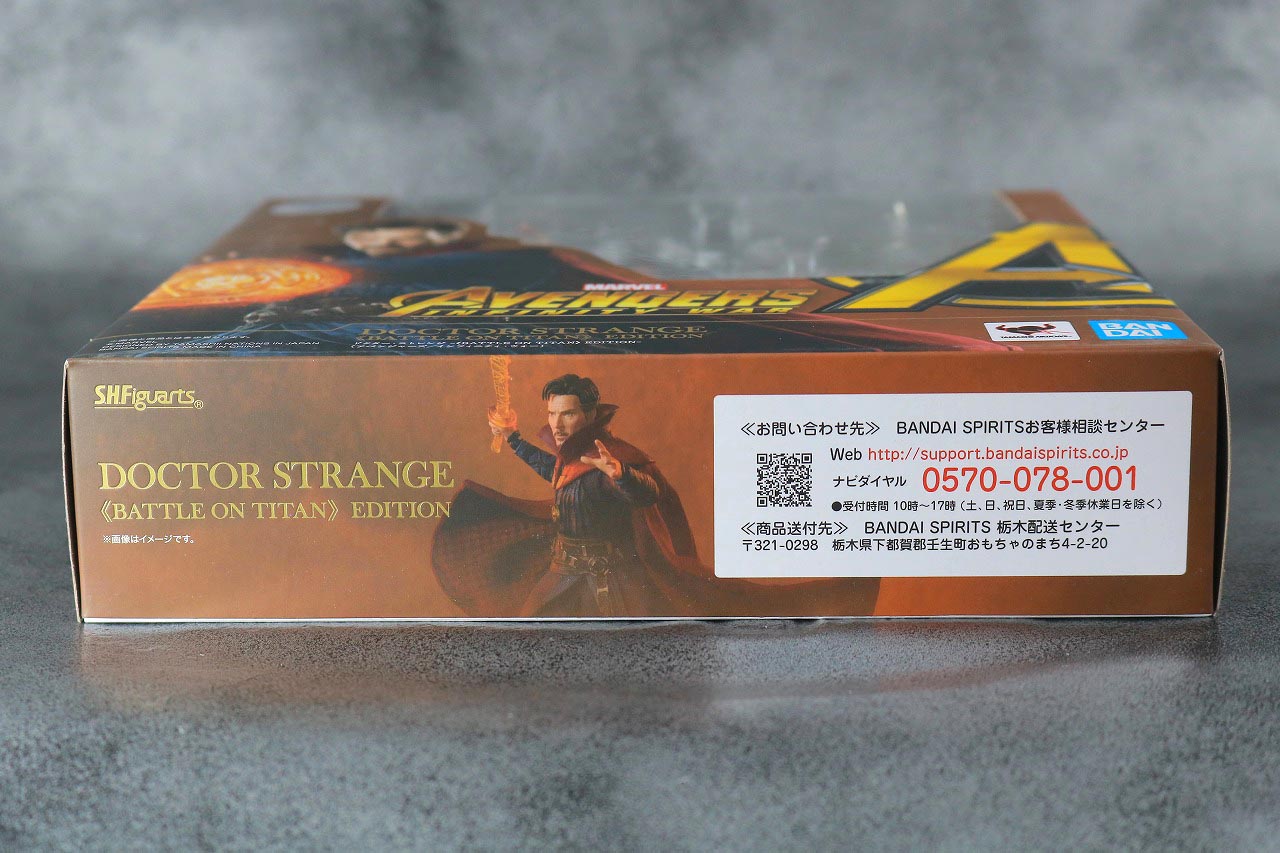 MARVEL
AVENGERS
INFINITY WAR
DOCTOR STRANGE
《BATTLE ON TITAN》 EDITION
BAN
DAI
S.H.Figuarts®
DOCTOR STRANGE
《BATTLE ON TITAN》 EDITION
※画像はイメージです。
≪お問い合わせ先≫ BANDAI SPIRITSお客様相談センター
Web http://support.bandaispirits.co.jp
ナビダイヤル 0570-078-001
●受付時間 10時〜17時（土、日、祝日、夏季・冬季休業日を除く）
≪商品送付先≫ BANDAI SPIRITS 栃木配送センター
〒321-0298 栃木県下都賀郡壬生町おもちゃのまち4-2-20